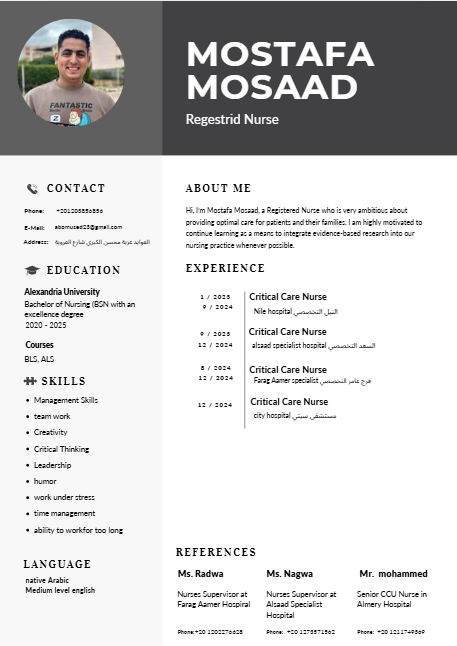 MOSTAFA
MOSAAD
Regestrid Nurse
FANTASTIC
CONTACT
Phone: +201205856856
E-Mail: abomusad25@gmail.com
Address: الفوايد عزبة محسن الكبرى شارع العروبة
EDUCATION
Alexandria University
Bachelor of Nursing (BSN with an
excellence degree
2020 - 2025
Courses
BLS, ALS
SKILLS
• Management Skills
• team work
• Creativity
• Critical Thinking
• Leadership
• humor
• work under stress
• time management
• ability to workfor too long
LANGUAGE
native Arabic
Medium level english
ABOUT ME
Hi, I'm Mostafa Mosaad, a Registered Nurse who is very ambitious about
providing optimal care for patients and their families. I am highly motivated to
continue learning as a means to integrate evidence-based research into our
nursing practice whenever possible.
EXPERIENCE
1 / 2025
9 / 2024
Critical Care Nurse
Nile hospital النيل التخصصي
9 / 2025
12 / 2024
Critical Care Nurse
alsaad specialist hospital السعد التخصصي
8 / 2024
12 / 2024
Critical Care Nurse
Farag Aamer specialist فرج عامر التخصصي
12 / 2024
Critical Care Nurse
city hospital مستشفى سيتي
REFERENCES
Ms. Radwa
Nurses Supervisor at
Farag Aamer Hospiral
Phone:+20 1202276628
Ms. Nagwa
Nurses Supervisor at
Alsaad Specialist
Hospital
Phone: +20 1275571562
Mr. mohammed
Senior CCU Nurse in
Almery Hospital
Phone: +20 1211749369